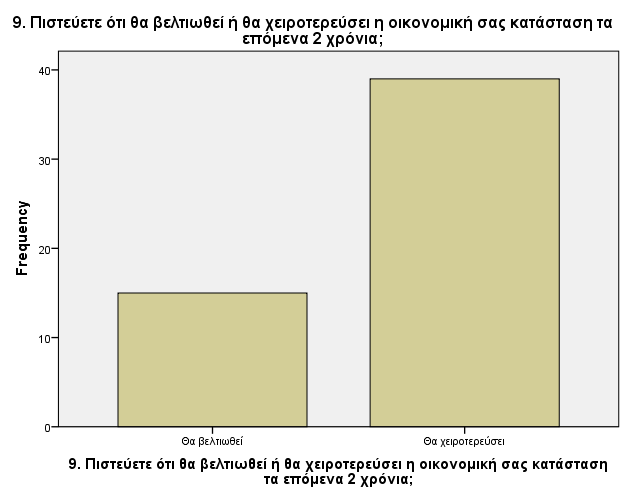 9. Πιστεύετε ότι θα βελτιωθεί ή θα χειροτερεύσει η οικονομική σας κατάσταση τα
επόμενα 2 χρόνια;
40
30
20
10
0
Frequency
Θα βελτιωθεί
Θα χειροτερεύσει
9. Πιστεύετε ότι θα βελτιωθεί ή θα χειροτερεύσει η οικονομική σας κατάσταση
τα επόμενα 2 χρόνια;